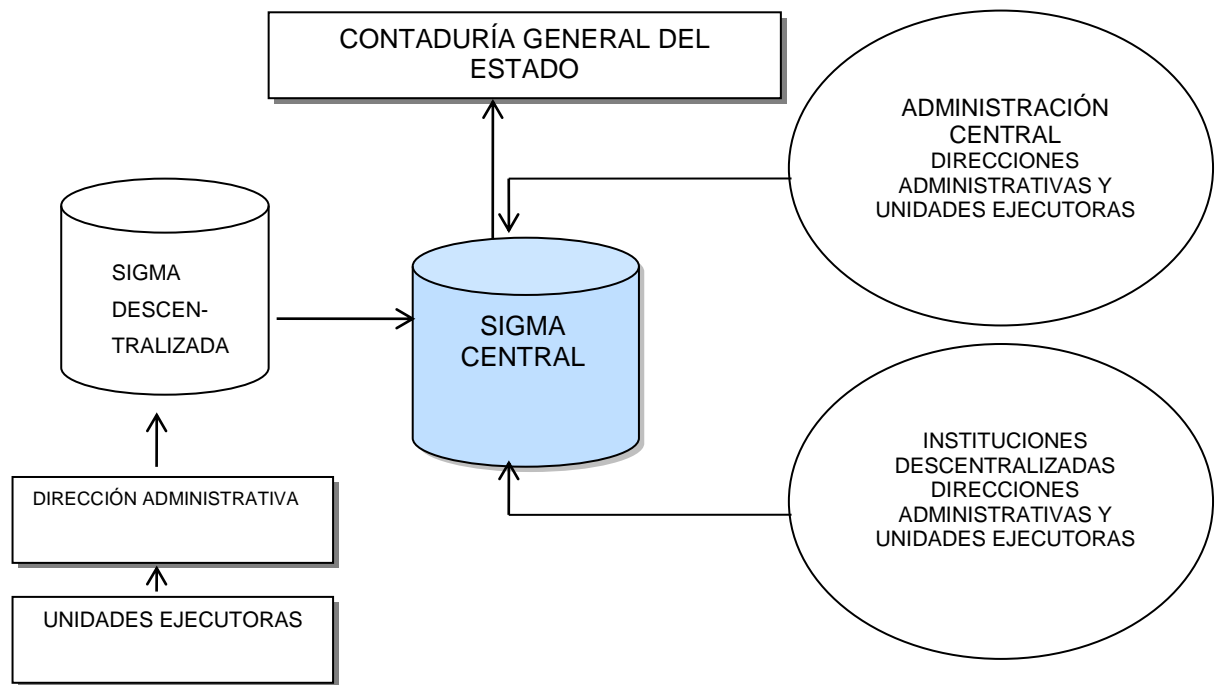 CONTADURÍA GENERAL DEL
ESTADO
ADMINISTRACIÓN
CENTRAL
DIRECCIONES
ADMINISTRATIVAS Y
UNIDADES EJECUTORAS
SIGMA
DESCEN-
TRALIZADA
SIGMA
CENTRAL
INSTITUCIONES
DESCENTRALIZADAS
DIRECCIONES
ADMINISTRATIVAS Y
UNIDADES EJECUTORAS
DIRECCIÓN ADMINISTRATIVA
UNIDADES EJECUTORAS